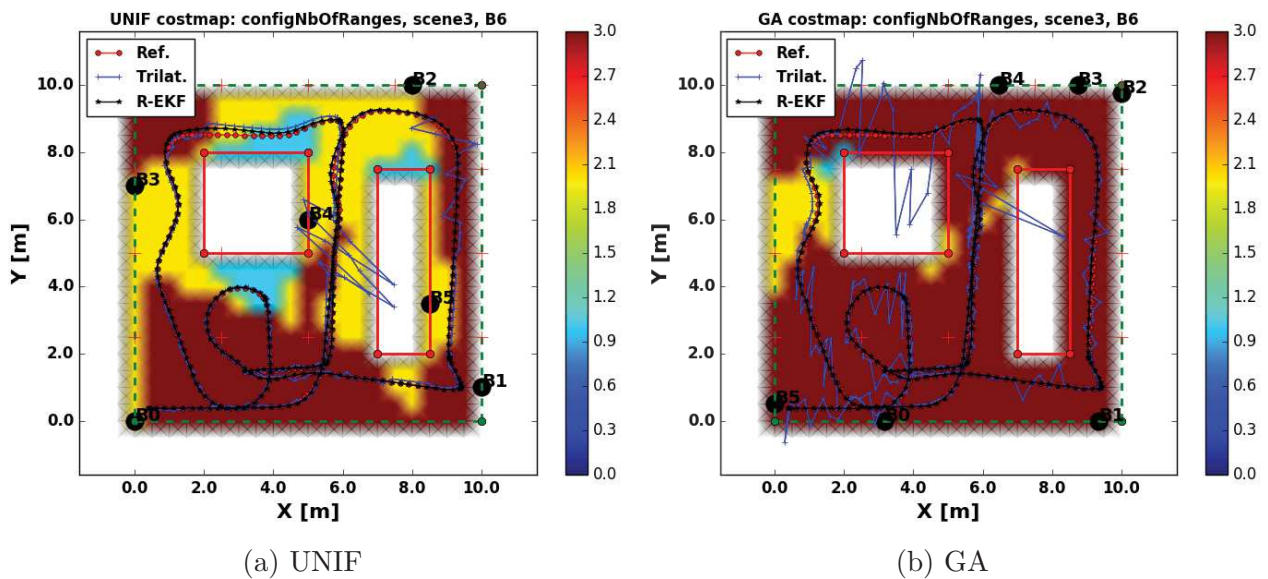 UNIF costmap: configNbOfRanges, scene3, B6
Ref.
Trilat.
R-EKF
B2
B3
B4
B5
B1
B0
10.0
8.0
6.0
4.0
2.0
0.0
Y [m]
0.0 2.0 4.0 6.0 8.0 10.0
X [m]
3.0
2.7
2.4
2.1
1.8
1.5
1.2
0.9
0.6
0.3
0.0
(a) UNIF
GA costmap: configNbOfRanges, scene3, B6
Ref.
Trilat.
R-EKF
B4
B3
B2
B5
B0
B1
10.0
8.0
6.0
4.0
2.0
0.0
Y [m]
0.0 2.0 4.0 6.0 8.0 10.0
X [m]
3.0
2.7
2.4
2.1
1.8
1.5
1.2
0.9
0.6
0.3
0.0
(b) GA